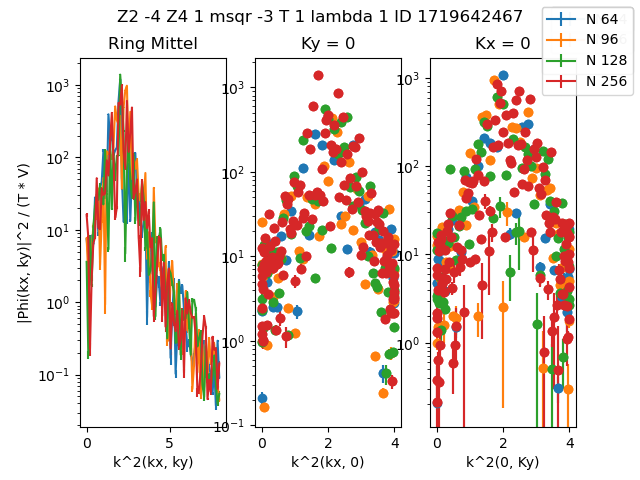 Z2 -4 Z4 1 msqr -3 T 1 lambda 1 ID 1719642467
N 64
N 96
N 128
N 256
Ring Mittel
Ky = 0
Kx = 0
|Phi(kx, ky)|^2 / (T * V)
10^3
10^2
10^1
10^0
10^-1
0 5
k^2(kx, ky)
10^3
10^2
10^1
10^0
10^-1
0 2 4
k^2(kx, 0)
10^3
10^2
10^1
10^0
0 2 4
k^2(0, Ky)